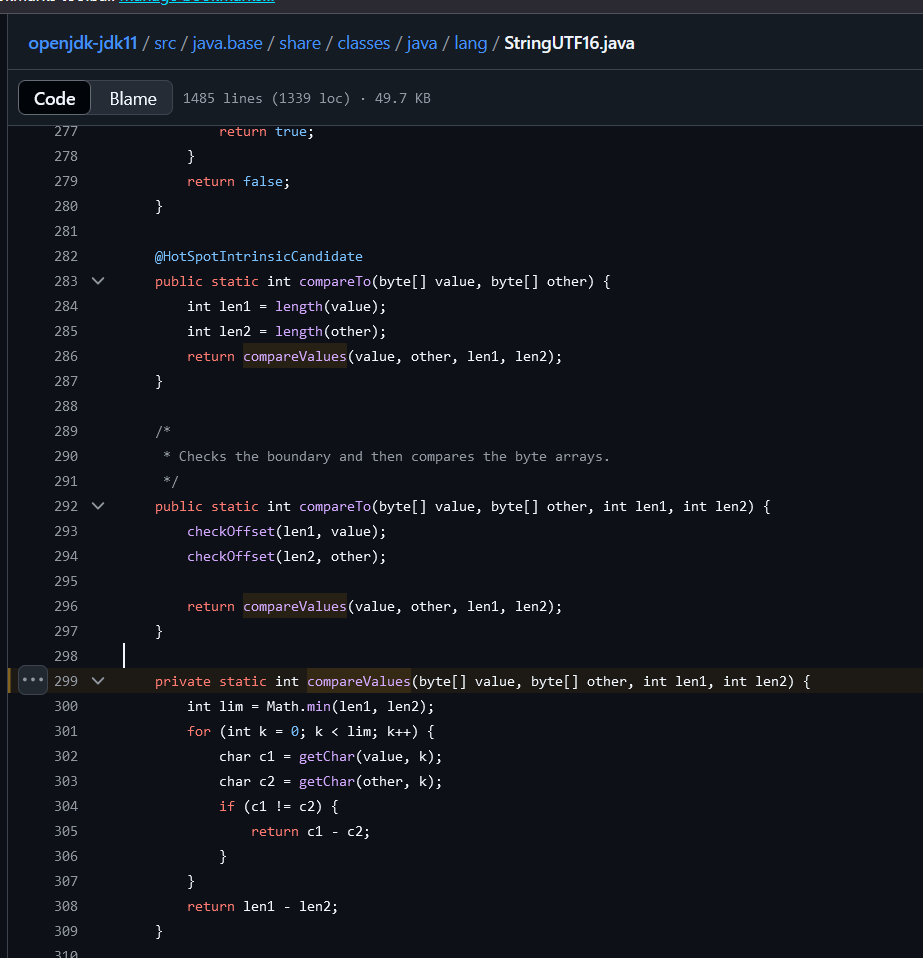 Manage bookmarks...
openjdk-jdk11 / src / java.base / share / classes / java / lang / StringUTF16.java
Code Blame 1485 lines (1339 loc) · 49.7 KB
277 return true;
278 }
279 return false;
280 }
281
282 @HotSpotIntrinsicCandidate
283 public static int compareTo(byte[] value, byte[] other) {
284 int len1 = length(value);
285 int len2 = length(other);
286 return compareValues(value, other, len1, len2);
287 }
288
289 /*
290 * Checks the boundary and then compares the byte arrays.
291 */
292 public static int compareTo(byte[] value, byte[] other, int len1, int len2) {
293 checkOffset(len1, value);
294 checkOffset(len2, other);
295
296 return compareValues(value, other, len1, len2);
297 }
298
299 private static int compareValues(byte[] value, byte[] other, int len1, int len2) {
300 int lim = Math.min(len1, len2);
301 for (int k = 0; k < lim; k++) {
302 char c1 = getChar(value, k);
303 char c2 = getChar(other, k);
304 if (c1 != c2) {
305 return c1 - c2;
306 }
307 }
308 return len1 - len2;
309 }
310